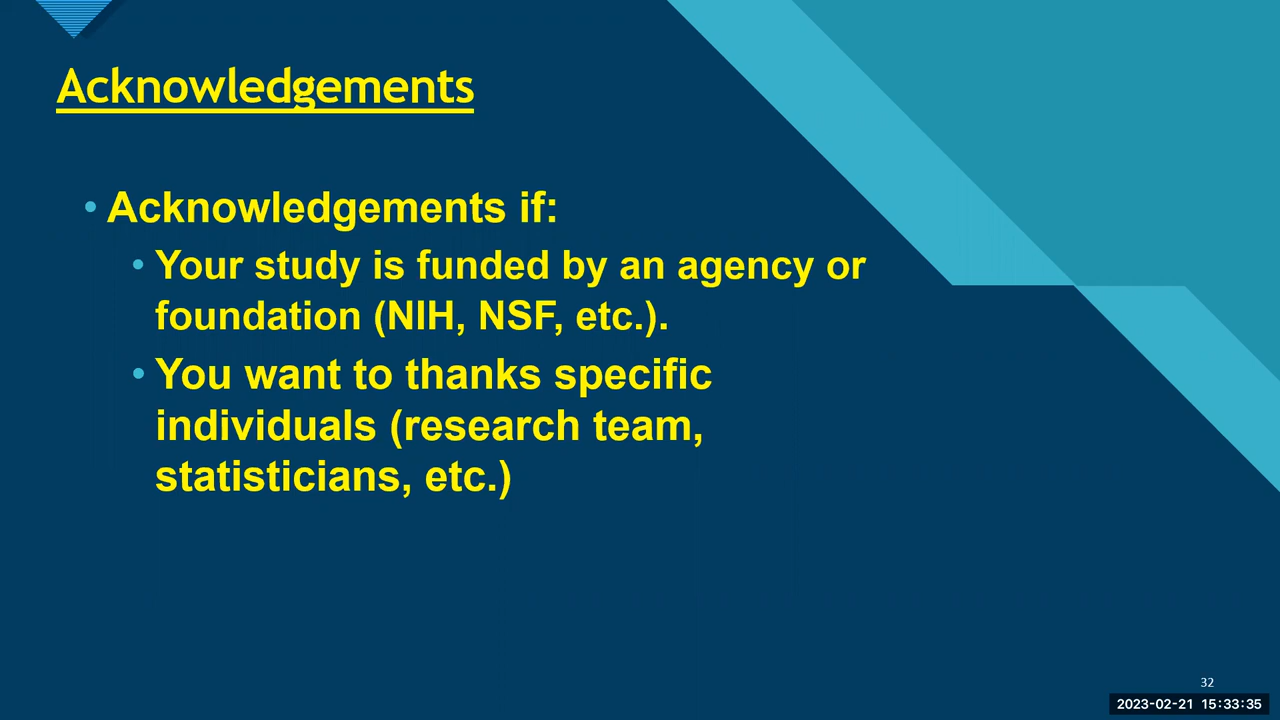 Acknowledgements
• Acknowledgements if:
• Your study is funded by an agency or
foundation (NIH, NSF, etc.).
• You want to thanks specific
individuals (research team,
statisticians, etc.)
32
2023-02-21 15:33:35